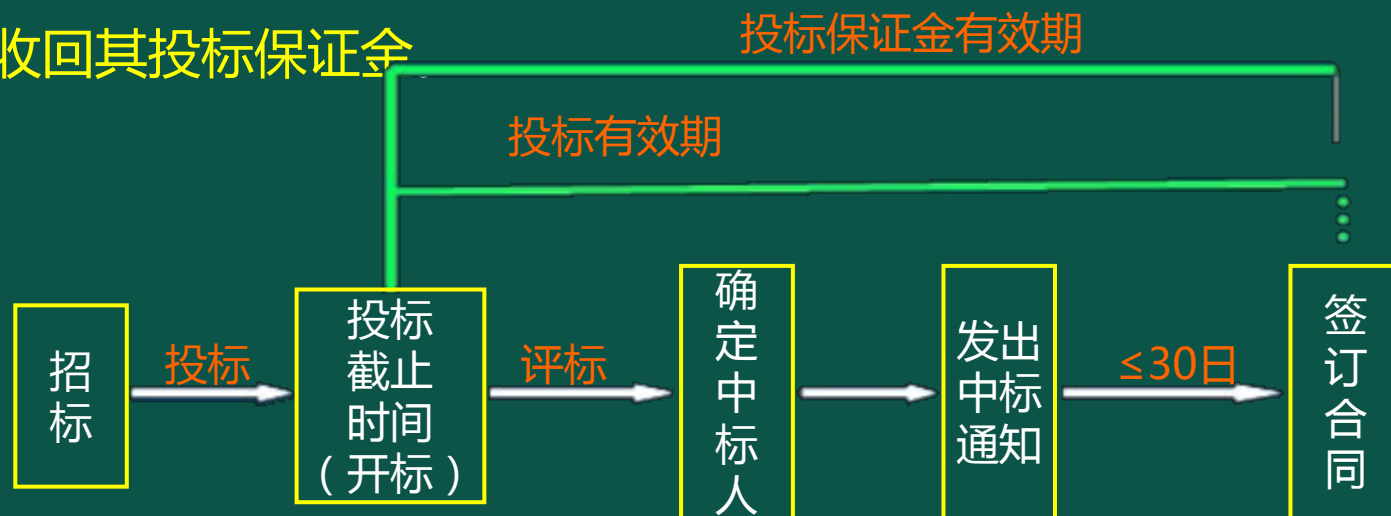 收回其投标保证金。
投标保证金有效期
投标有效期
招
标
投标
投标
截止
时间
（开标）
评标
确
定
中
标
人
发出
中标
通知
≤30日
签
订
合
同